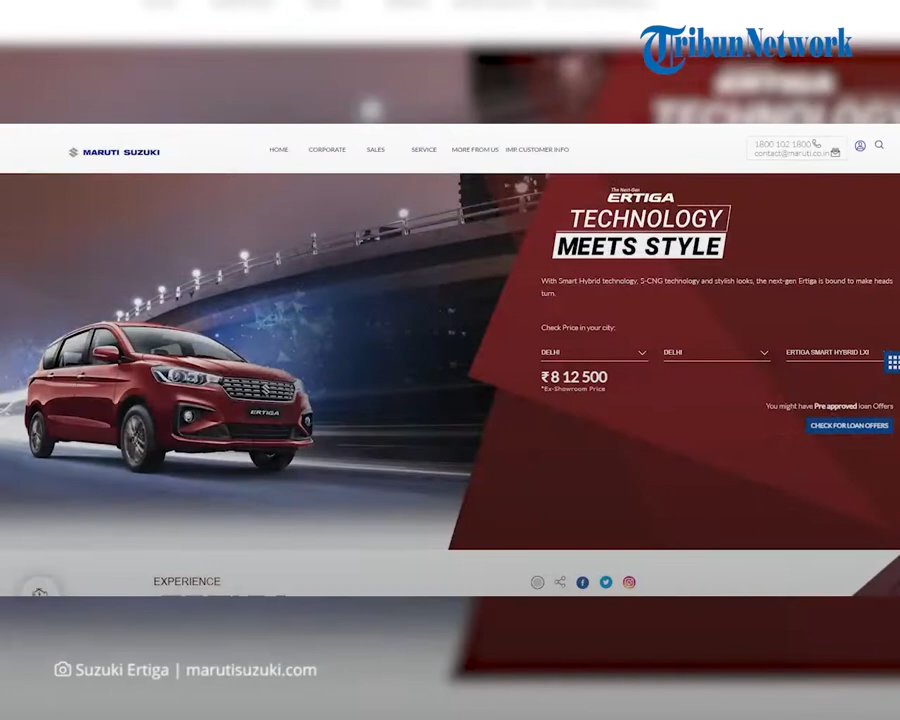 TribunNetwork
ERTIGA
TECHNOLOGY
MARUTI SUZUKI
HOME CORPORATE SALES SERVICE MORE FROM US IMP. CUSTOMER INFO
1800 102 1800
contact@maruti.co.in
The Next-Gen
ERTIGA
TECHNOLOGY
MEETS STYLE
With Smart Hybrid technology, S-CNG technology and stylish looks, the next-gen Ertiga is bound to make heads
turn.
Check Price in your city:
DELHI DELHI ERTIGA SMART HYBRID LXI
₹ 8 12 500
*Ex-Showroom Price
ERTIGA
You might have Pre approved loan Offers
CHECK FOR LOAN OFFERS
EXPERIENCE
Suzuki Ertiga | marutisuzuki.com